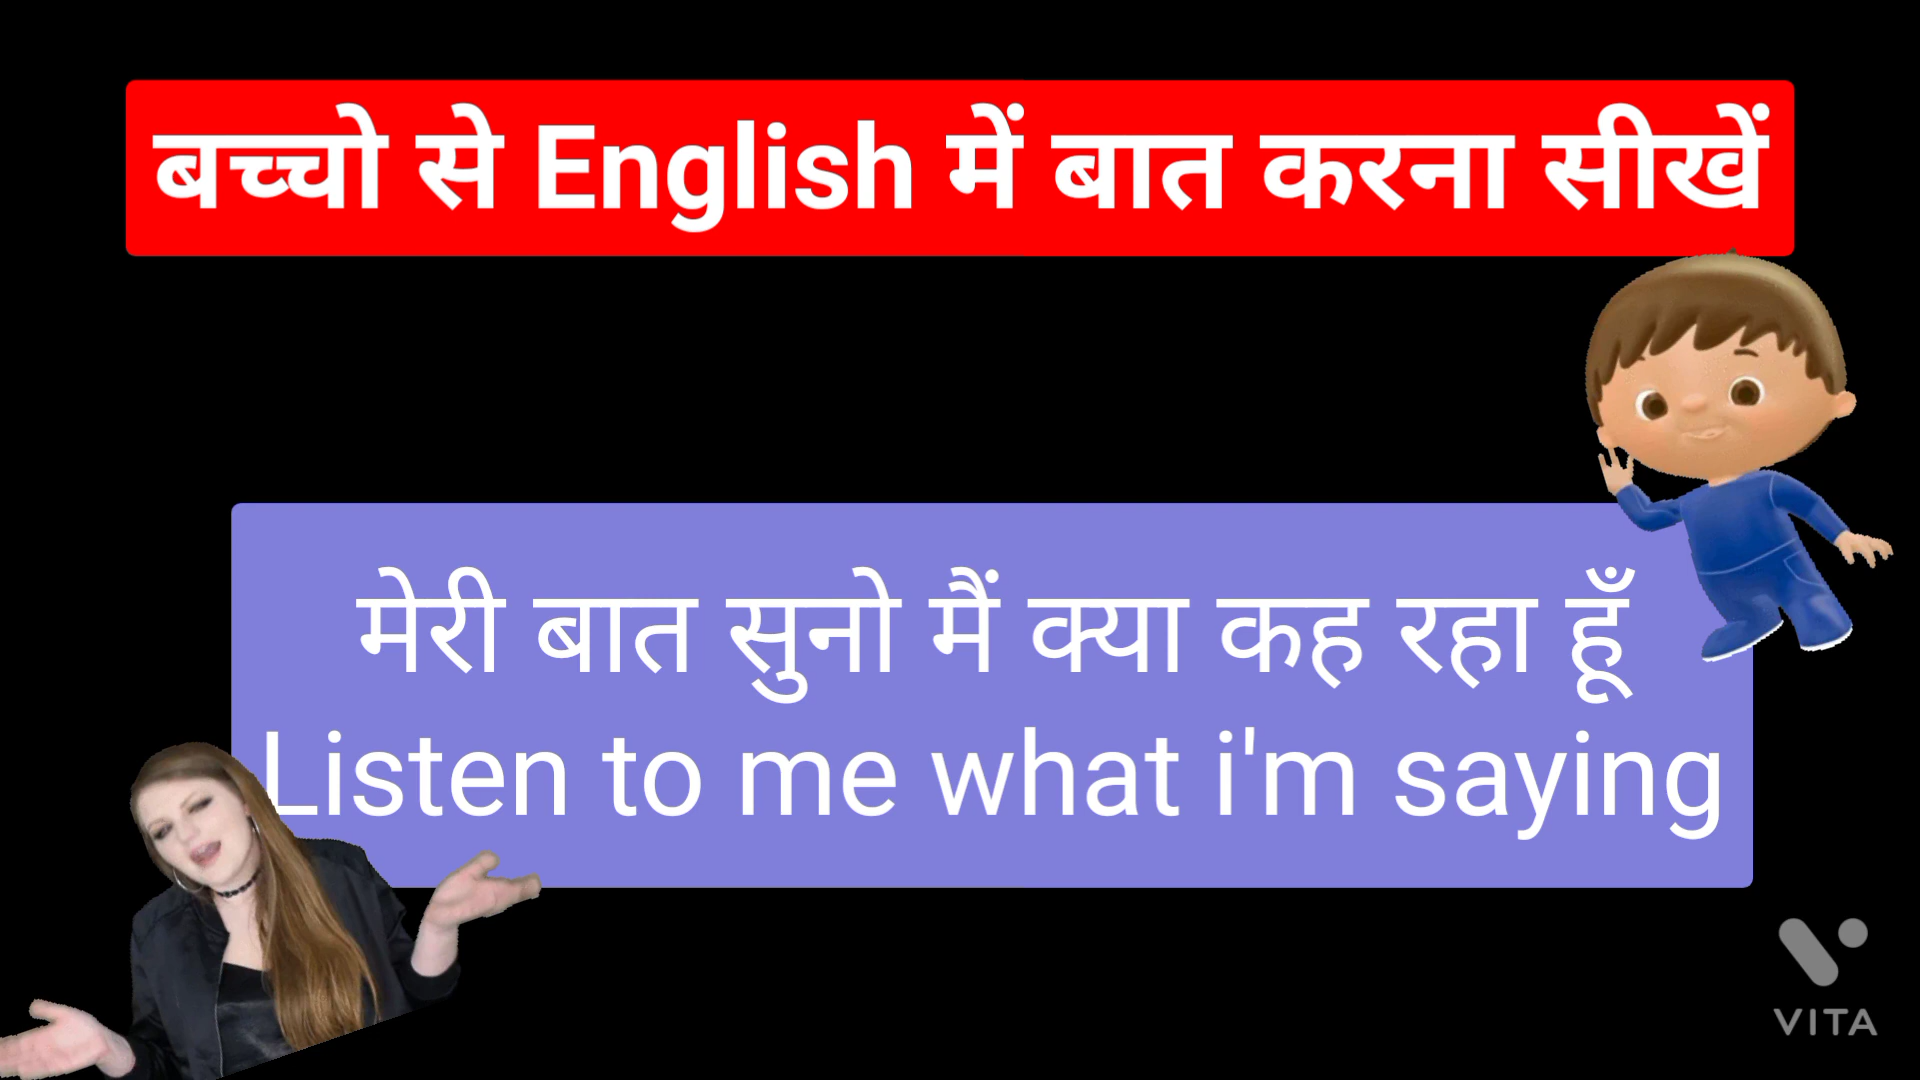 बच्चो से English में बात करना सीखें
मेरी बात सुनो मैं क्या कह रहा हूँ
Listen to me what i'm saying
VITA